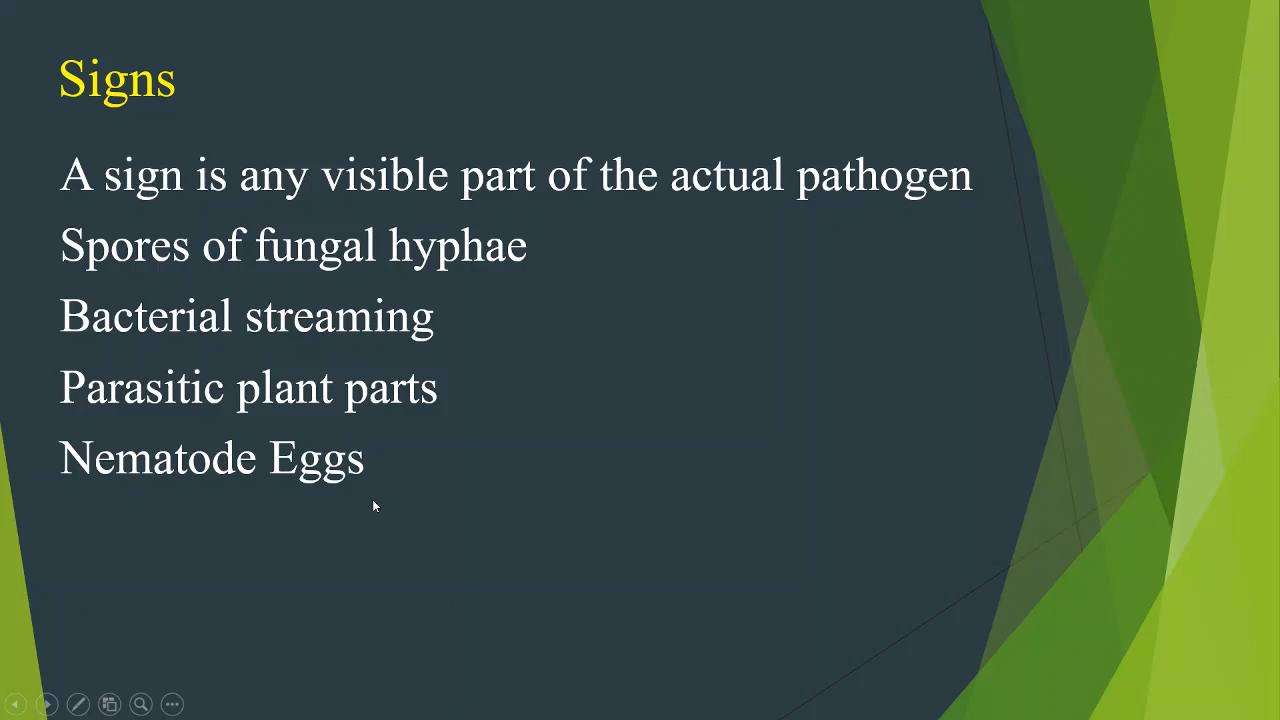 Signs
A sign is any visible part of the actual pathogen
Spores of fungal hyphae
Bacterial streaming
Parasitic plant parts
Nematode Eggs